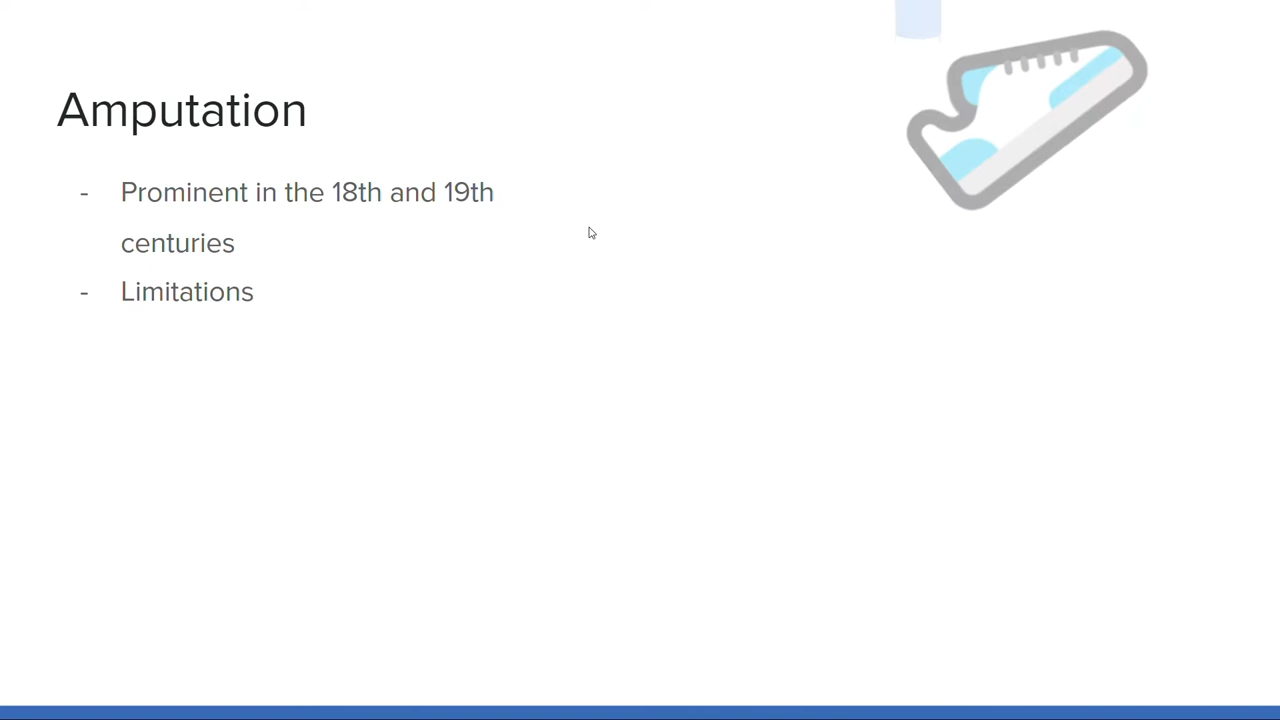 Amputation
- Prominent in the 18th and 19th
centuries
- Limitations